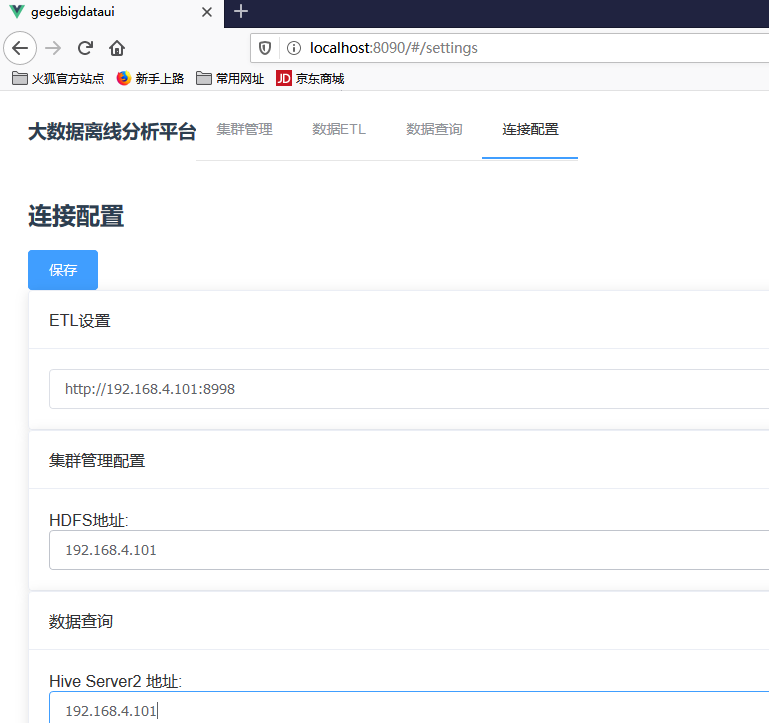 gegebigdataui
localhost:8090/#/settings
火狐官方站点 新手上路 常用网址 JD 京东商城
大数据离线分析平台 集群管理 数据ETL 数据查询 连接配置
连接配置
保存
ETL设置
http://192.168.4.101:8998
集群管理配置
HDFS地址:
192.168.4.101
数据查询
Hive Server2 地址:
192.168.4.101